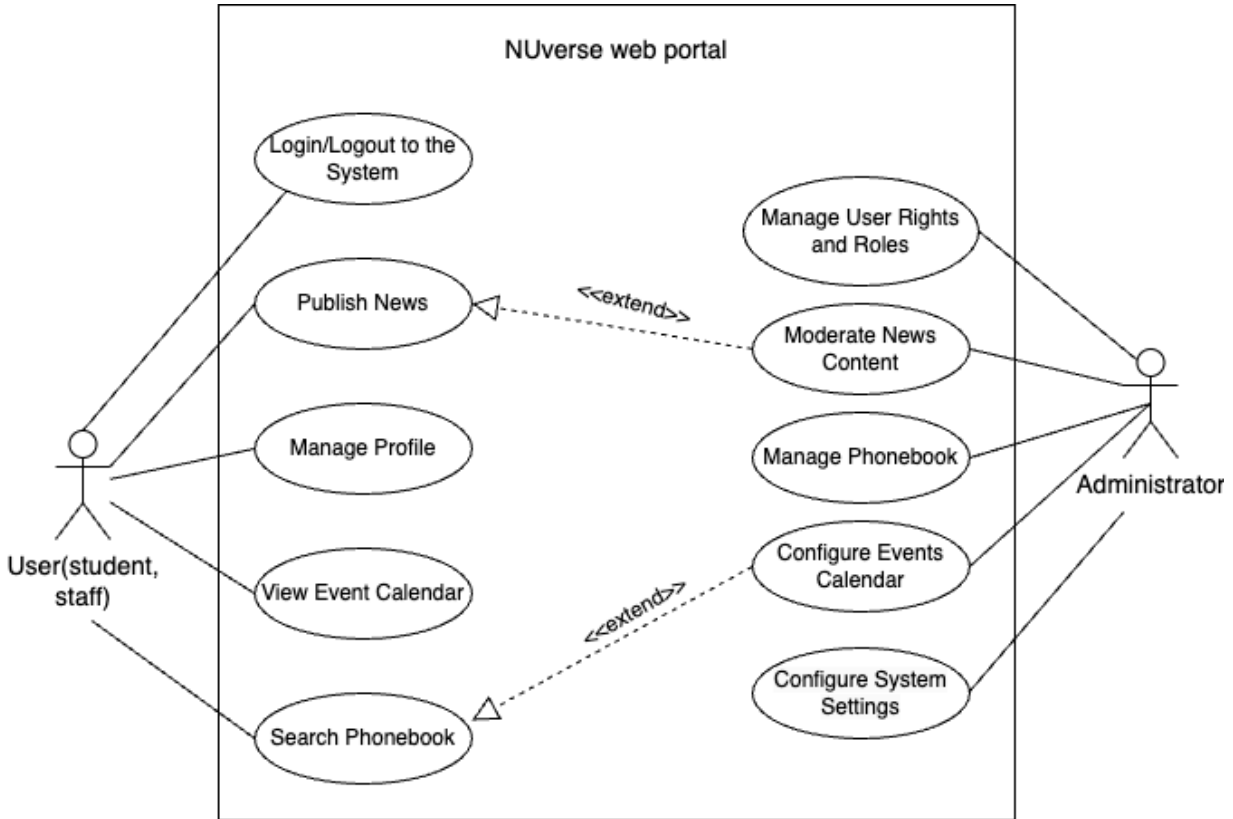 NUverse web portal
Login/Logout to the
System
Manage User Rights
and Roles
Publish News
<<extend>>
Moderate News
Content
Manage Profile
Manage Phonebook
Administrator
User(student,
staff)
View Event Calendar
<<extend>>
Configure Events
Calendar
Configure System
Settings
Search Phonebook